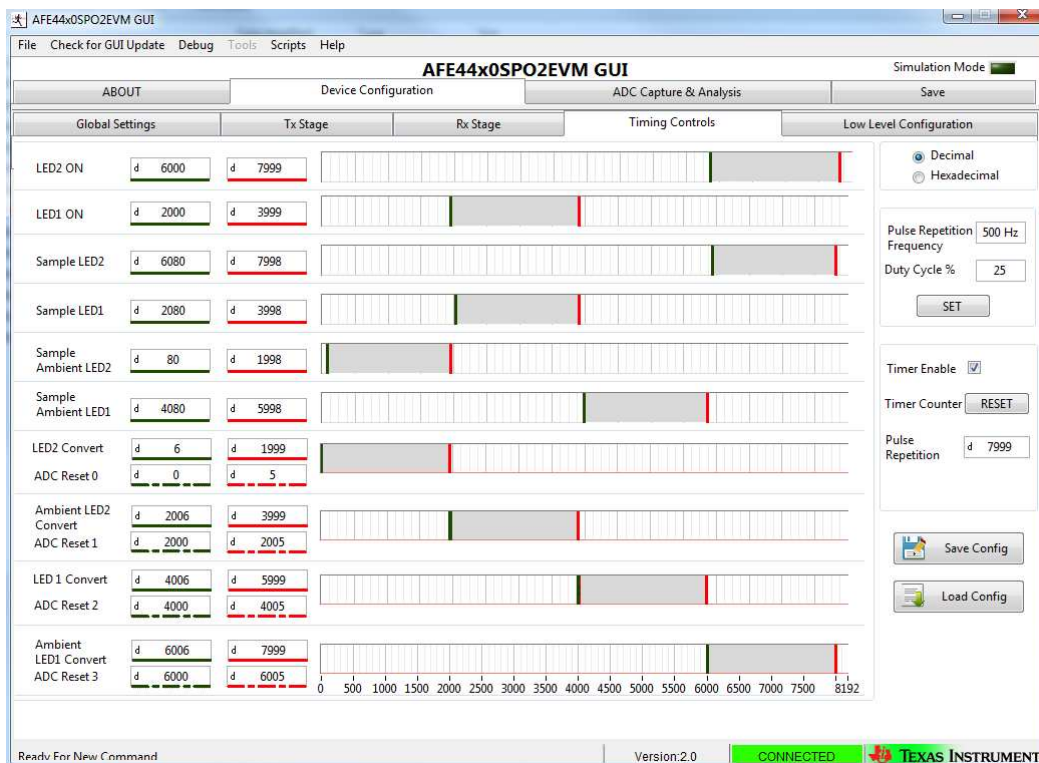 AFE44x0SPO2EVM GUI
File Check for GUI Update Debug Tools Scripts Help
AFE44x0SPO2EVM GUI
Simulation Mode
ABOUT Device Configuration ADC Capture & Analysis Save
Global Settings Tx Stage Rx Stage Timing Controls Low Level Configuration
LED2 ON d 6000 d 7999
LED1 ON d 2000 d 3999
Sample LED2 d 6080 d 7998
Sample LED1 d 2080 d 3998
Sample
Ambient LED2 d 80 d 1998
Sample
Ambient LED1 d 4080 d 5998
LED2 Convert d 6 d 1999
ADC Reset 0 d 0 d 5
Ambient LED2
Convert d 2006 d 3999
ADC Reset 1 d 2000 d 2005
LED 1 Convert d 4006 d 5999
ADC Reset 2 d 4000 d 4005
Ambient
LED1 Convert d 6006 d 7999
ADC Reset 3 d 6000 d 6005
0 500 1000 1500 2000 2500 3000 3500 4000 4500 5000 5500 6000 6500 7000 7500 8192
Decimal
Hexadecimal
Pulse Repetition
Frequency 500 Hz
Duty Cycle % 25
SET
Timer Enable
Timer Counter RESET
Pulse
Repetition d 7999
Save Config
Load Config
Ready For New Command Version:2.0 CONNECTED TEXAS INSTRUMENT